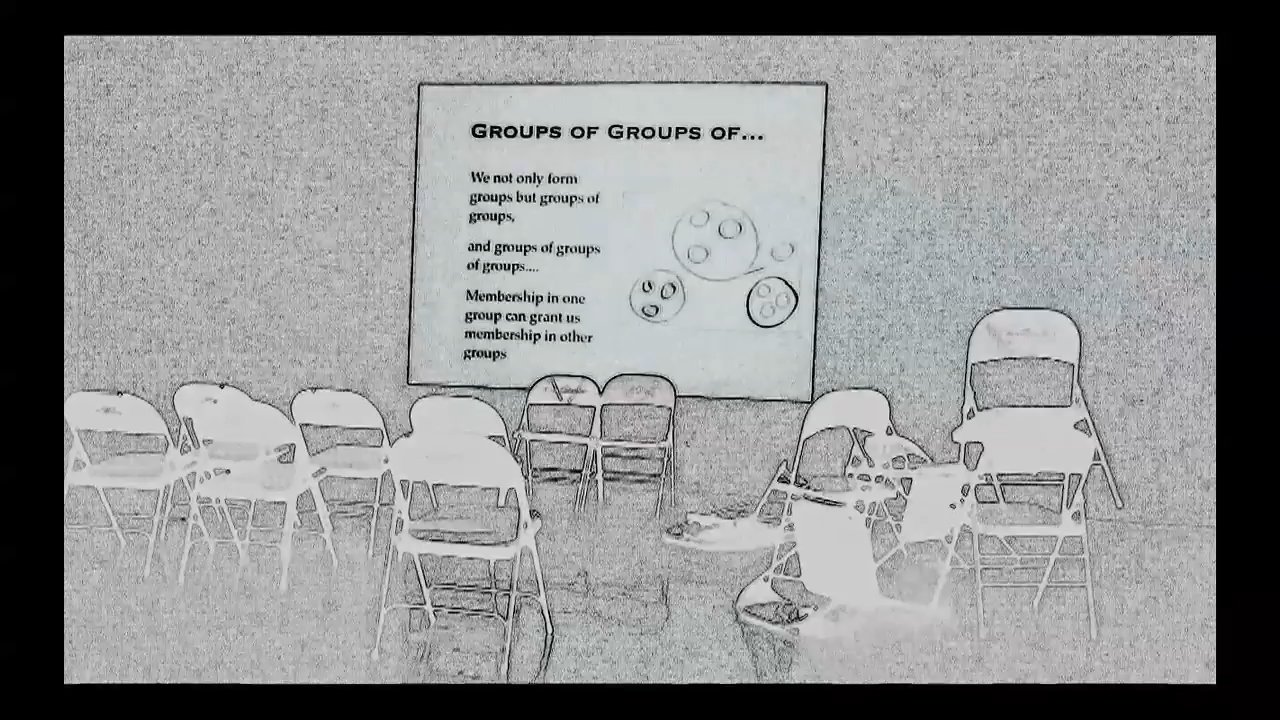 GROUPS OF GROUPS OF...
We not only form
groups but groups of
groups,
and groups of groups
of groups....
Membership in one
group can grant us
membership in other
groups